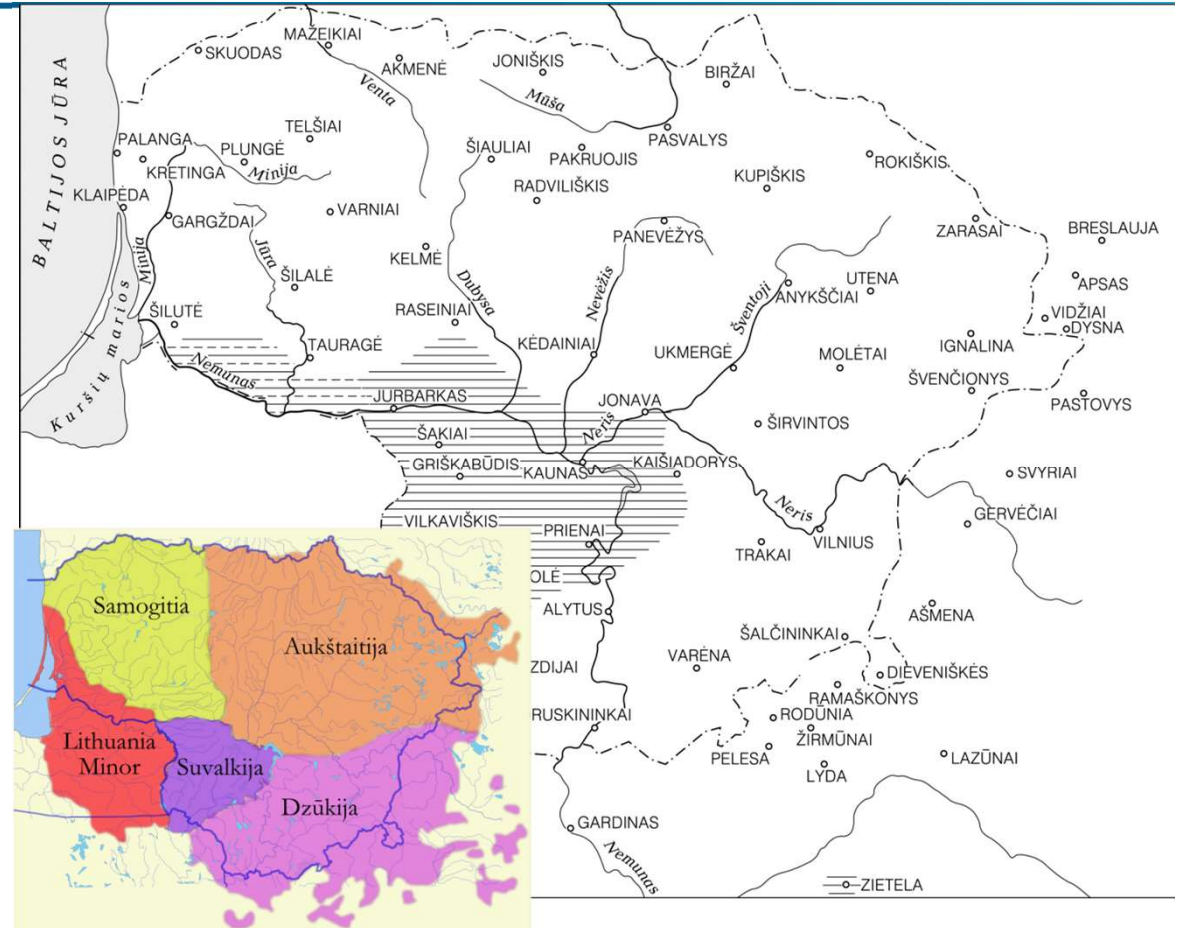 SKUODAS
MAŽEIKIAI
AKMENĖ
JONIŠKIS
BIRŽAI
Venta
Mūša
BALTIJOS JŪRA
PALANGA
KRETINGA
PLUNGĖ
TELŠIAI
Minija
ŠIAULIAI
PAKRUOJIS
PASVALYS
RADVILIŠKIS
KUPIŠKIS
ROKIŠKIS
KLAIPĖDA
GARGŽDAI
VARNIAI
PANEVĖŽYS
ZARASAI
BRESLAUJA
Minija
Jūra
ŠILALĖ
KELMĖ
Dubysa
Nevėžis
Šventoji
ANYKŠČIAI
UTENA
APSAS
VIDŽIAI
DYSNA
ŠILUTĖ
RASEINIAI
TAURAGĖ
KĖDAINIAI
UKMERGĖ
MOLĖTAI
IGNALINA
ŠVENČIONYS
PASTOVYS
Kuršių marios
Nemunas
JURBARKAS
JONAVA
Neris
ŠIRVINTOS
ŠAKIAI
GRIŠKABŪDIS
KAUNAS
KAIŠIADORYS
SVYRIAI
Neris
GERVĖČIAI
VILKAVIŠKIS
PRIENAI
TRAKAI
VILNIUS
OLĖ
ALYTUS
AŠMENA
ŠALČININKAI
ZDIJAI
VARĖNA
DIEVENIŠKĖS
RAMAŠKONYS
RUSKININKAI
RODŪNIA
ŽIRMŪNAI
PELESA
LYDA
LAZŪNAI
GARDINAS
Nemunas
ZIETELA
Samogitia
Aukštaitija
Lithuania
Minor
Suvalkija
Dzūkija